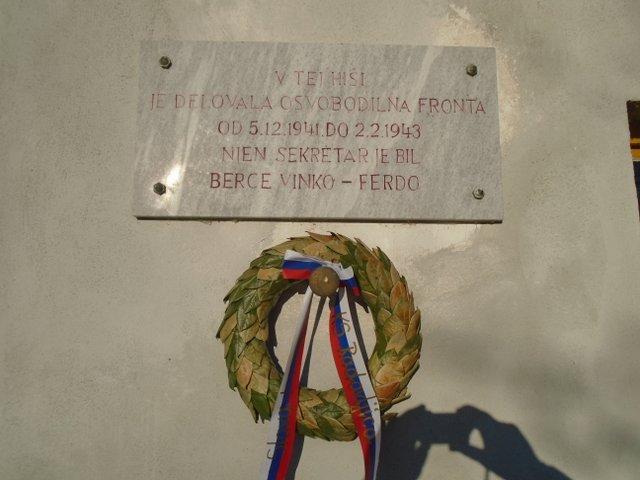 V TEJ HIŠI
JE DELOVALA OSVOBODILNA FRONTA
OD 5.12.1941.DO 2.2.1943
NJEN SEKRETAR JE BIL
BERCE VINKO – FERDO
KS